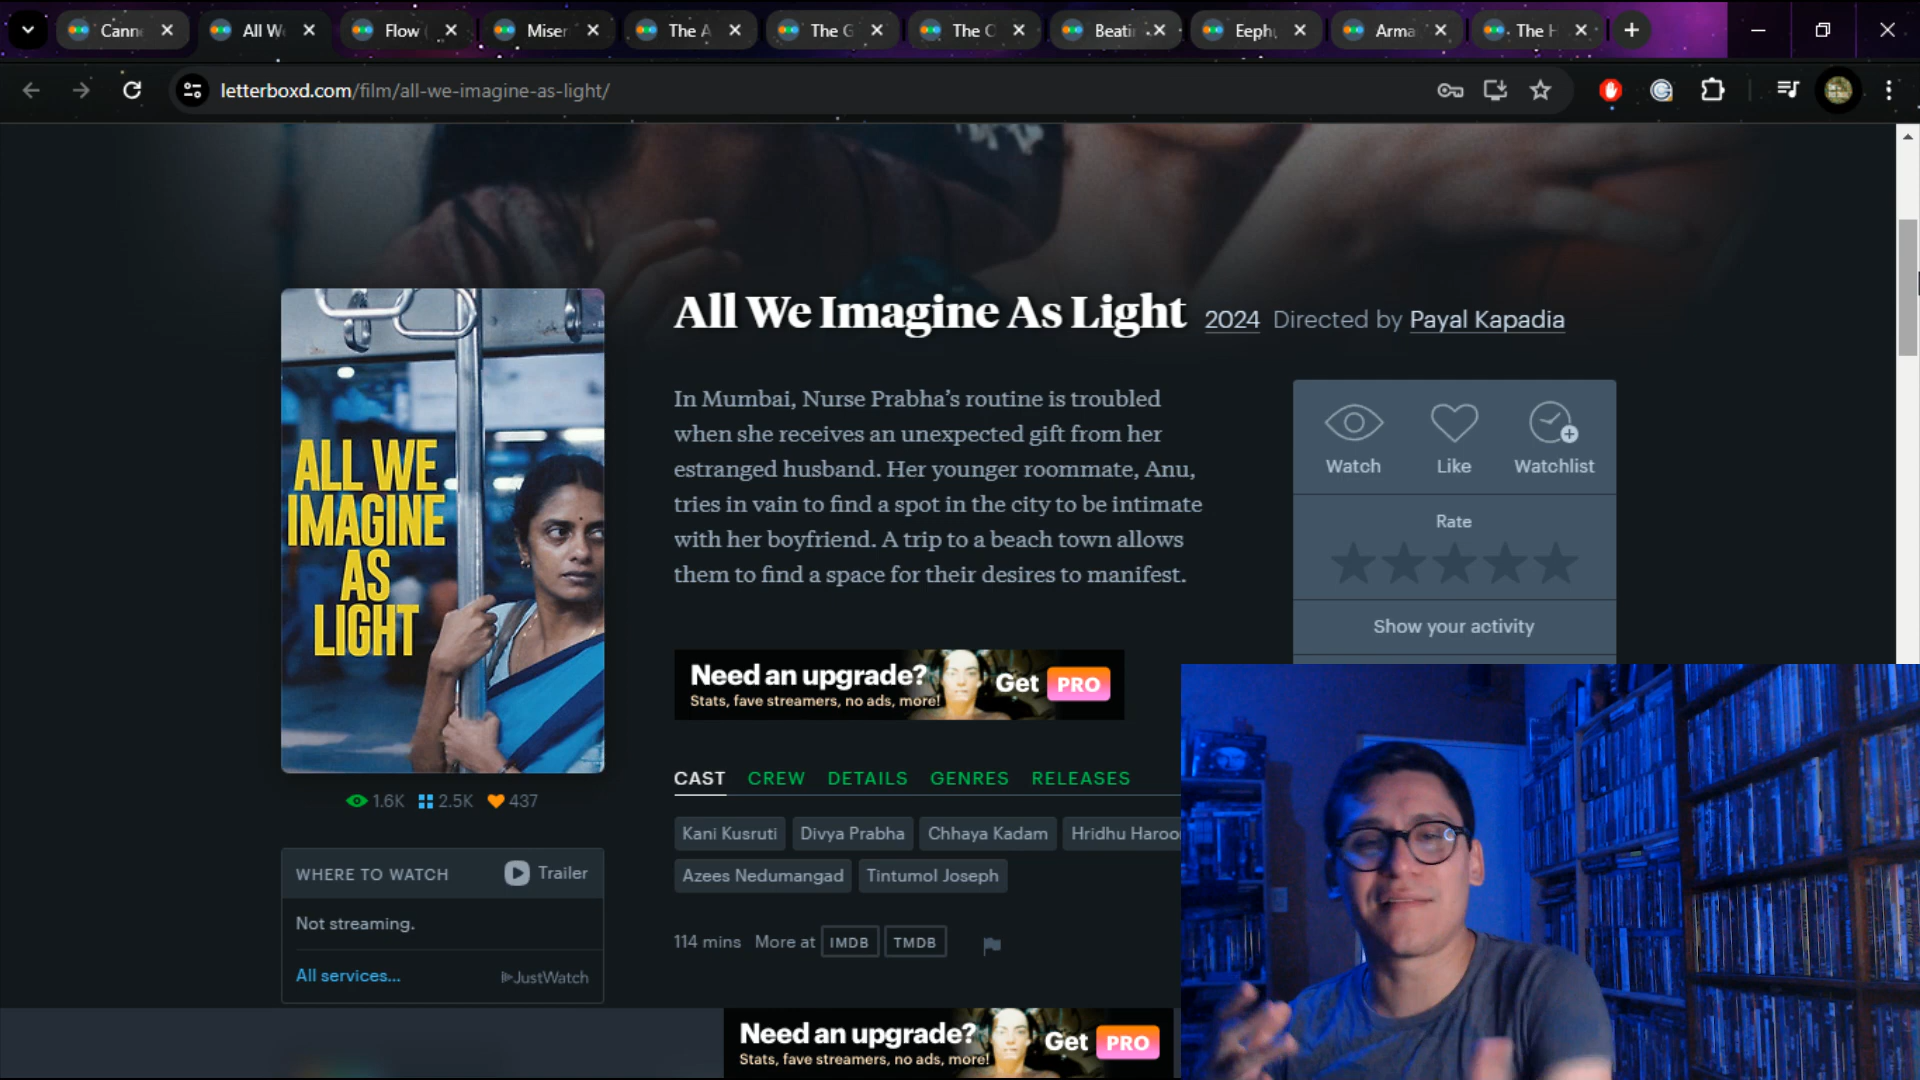 Cann
All We
Flow
Miser
The A
The G
The C
Beati
Eeph
Arma
The H
letterboxd.com/film/all-we-imagine-as-light/
All We Imagine As Light 2024 Directed by Payal Kapadia
ALL WE
IMAGINE
AS
LIGHT
In Mumbai, Nurse Prabha’s routine is troubled
when she receives an unexpected gift from her
estranged husband. Her younger roommate, Anu,
tries in vain to find a spot in the city to be intimate
with her boyfriend. A trip to a beach town allows
them to find a space for their desires to manifest.
Watch Like Watchlist
Rate
Show your activity
Need an upgrade? Get PRO
Stats, fave streamers, no ads, more!
CAST CREW DETAILS GENRES RELEASES
Kani Kusruti Divya Prabha Chhaya Kadam Hridhu Haroo
Azees Nedumangad Tintumol Joseph
114 mins More at IMDB TMDB
1.6K 2.5K 437
WHERE TO WATCH Trailer
Not streaming.
All services... JustWatch
Need an upgrade? Get PRO
Stats, fave streamers, no ads, more!